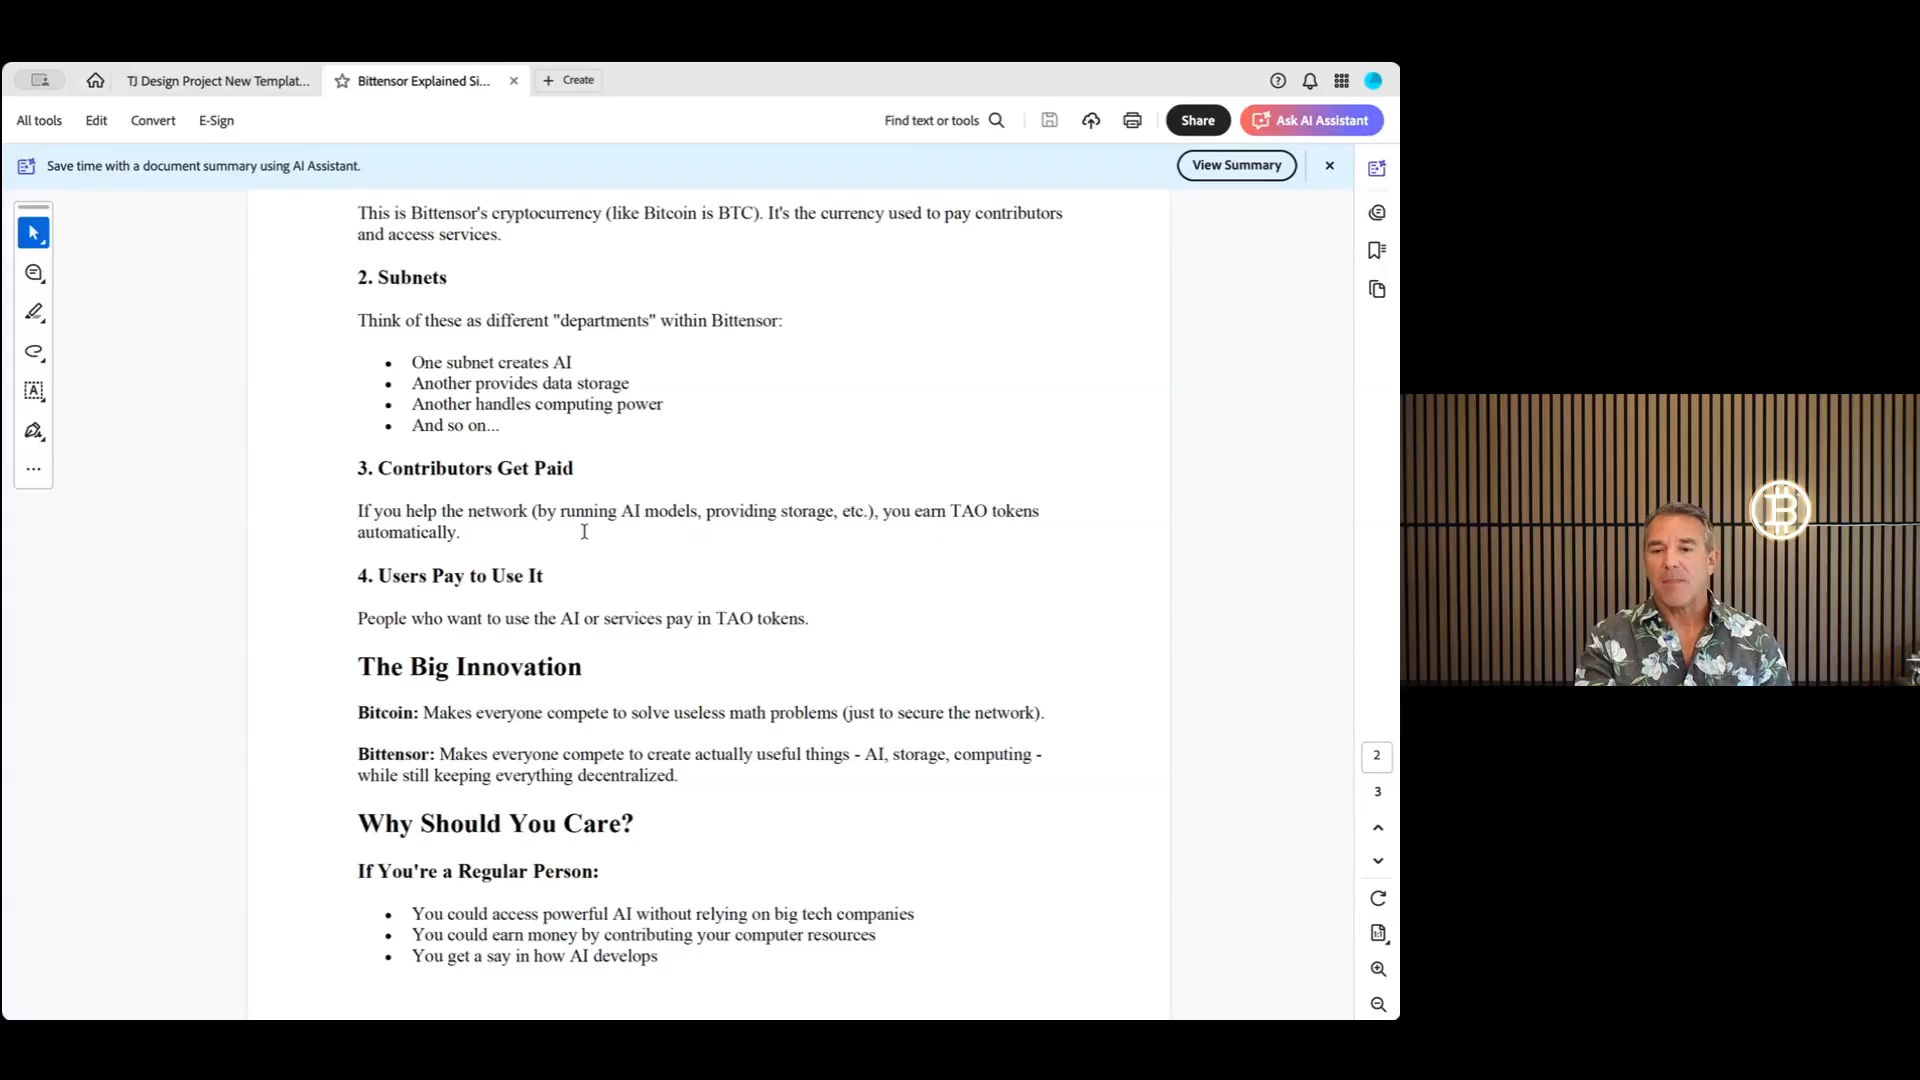 TJ Design Project New Templat...
Bittensor Explained Si...
Create
All tools
Edit
Convert
E-Sign
Find text or tools
Share
Ask AI Assistant
Save time with a document summary using AI Assistant.
View Summary
This is Bittensor's cryptocurrency (like Bitcoin is BTC). It's the currency used to pay contributors
and access services.
2. Subnets
Think of these as different "departments" within Bittensor:
• One subnet creates AI
• Another provides data storage
• Another handles computing power
• And so on...
3. Contributors Get Paid
If you help the network (by running AI models, providing storage, etc.), you earn TAO tokens
automatically.
4. Users Pay to Use It
People who want to use the AI or services pay in TAO tokens.
The Big Innovation
Bitcoin: Makes everyone compete to solve useless math problems (just to secure the network).
Bittensor: Makes everyone compete to create actually useful things - AI, storage, computing -
while still keeping everything decentralized.
Why Should You Care?
If You're a Regular Person:
• You could access powerful AI without relying on big tech companies
• You could earn money by contributing your computer resources
• You get a say in how AI develops
2
3